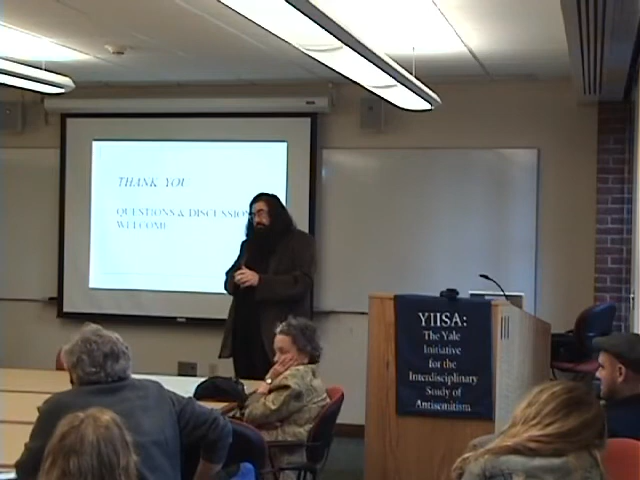 THANK YOU
QUESTIONS & DISCUSSION
WELCOME
YIISA:
The Yale
Initiative
for the
Interdisciplinary
Study of
Antisemitism